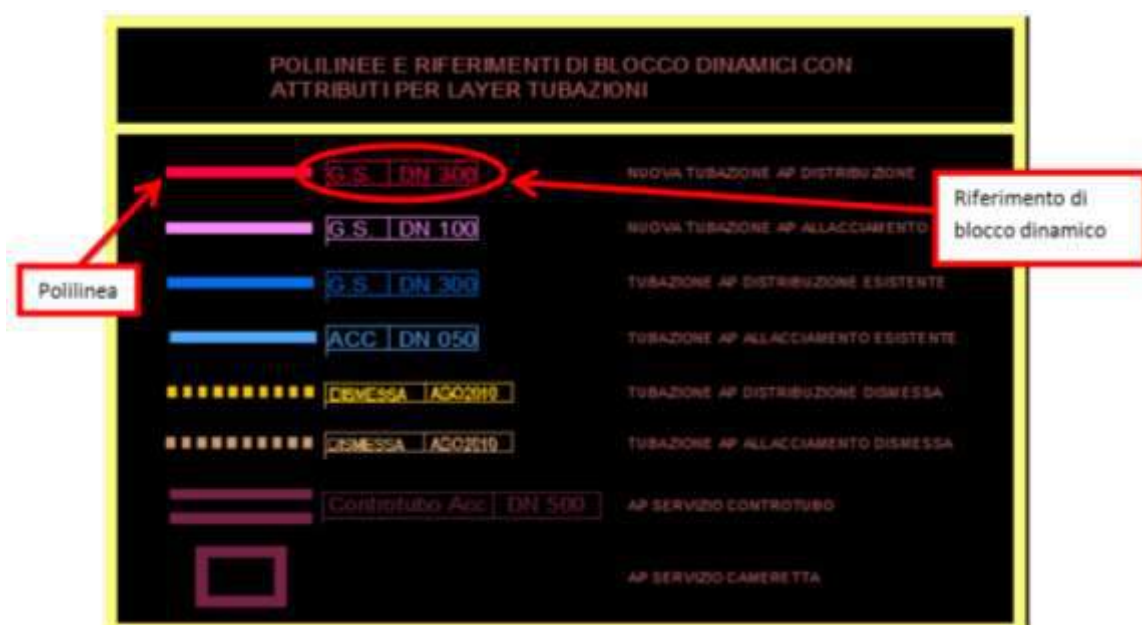 POLILINEE E RIFERIMENTI DI BLOCCO DINAMICI CON
ATTRIBUTI PER LAYER TUBAZIONI
G.S. DN 300 NUOVA TUBAZIONE AP DISTRIBUZIONE
Riferimento di
blocco dinamico
G.S. DN 100 NUOVA TUBAZIONE AP ALLACCIAMENTO
Polilinea
G.S. DN 300 TUBAZIONE AP DISTRIBUZIONE ESISTENTE
ACC DN 050 TUBAZIONE AP ALLACCIAMENTO ESISTENTE
DISMESSA AGO2010 TUBAZIONE AP DISTRIBUZIONE DISMESSA
DISMESSA AGO2010 TUBAZIONE AP ALLACCIAMENTO DISMESSA
Controtubo Acc DN 500 AP SERVIZIO CONTROTUBO
AP SERVIZIO CAMERETTA